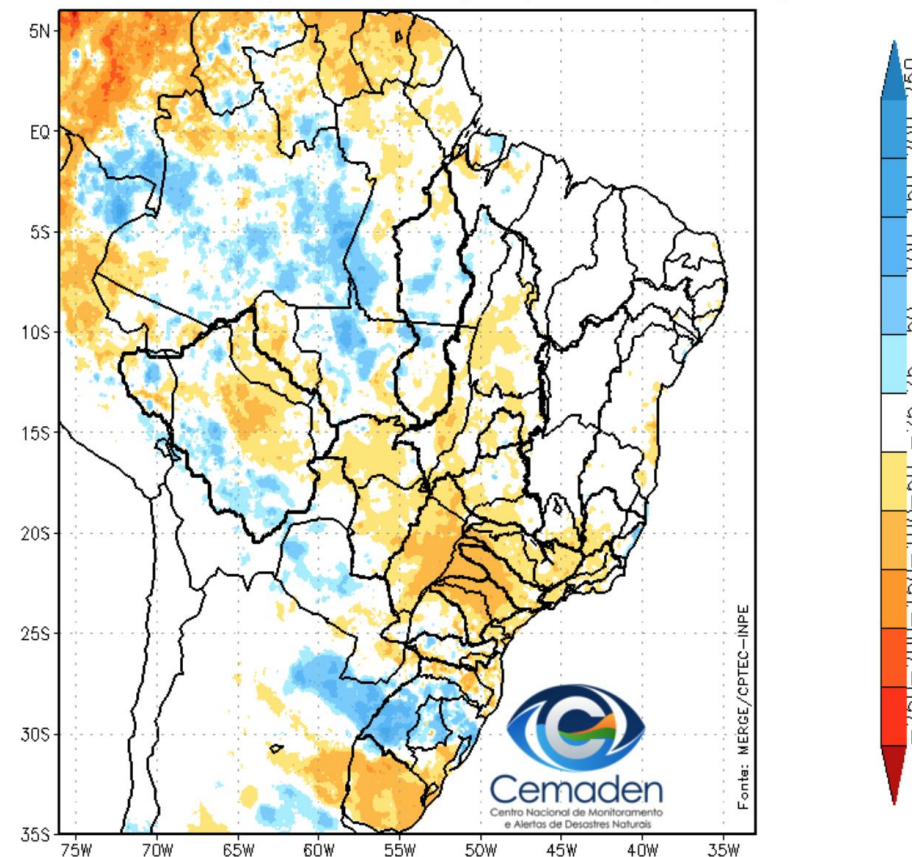 5N
EQ
5S
10S
15S
20S
25S
30S
35S
75W 70W 65W 60W 55W 50W 45W 40W 35W
Fonte: MERGE/CPTEC–INPE
Cemaden
Centro Nacional de Monitoramento
e Alertas de Desastres Naturais